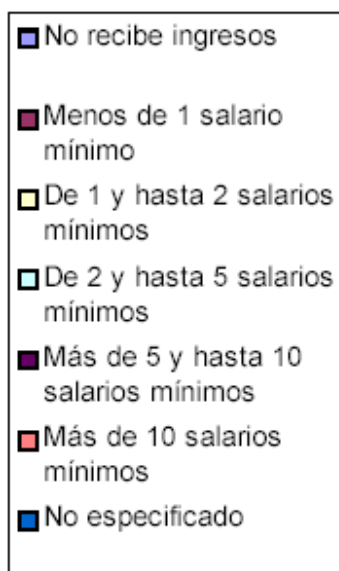 No recibe ingresos
Menos de 1 salario
mínimo
De 1 y hasta 2 salarios
mínimos
De 2 y hasta 5 salarios
mínimos
Más de 5 y hasta 10
salarios mínimos
Más de 10 salarios
mínimos
No especificado